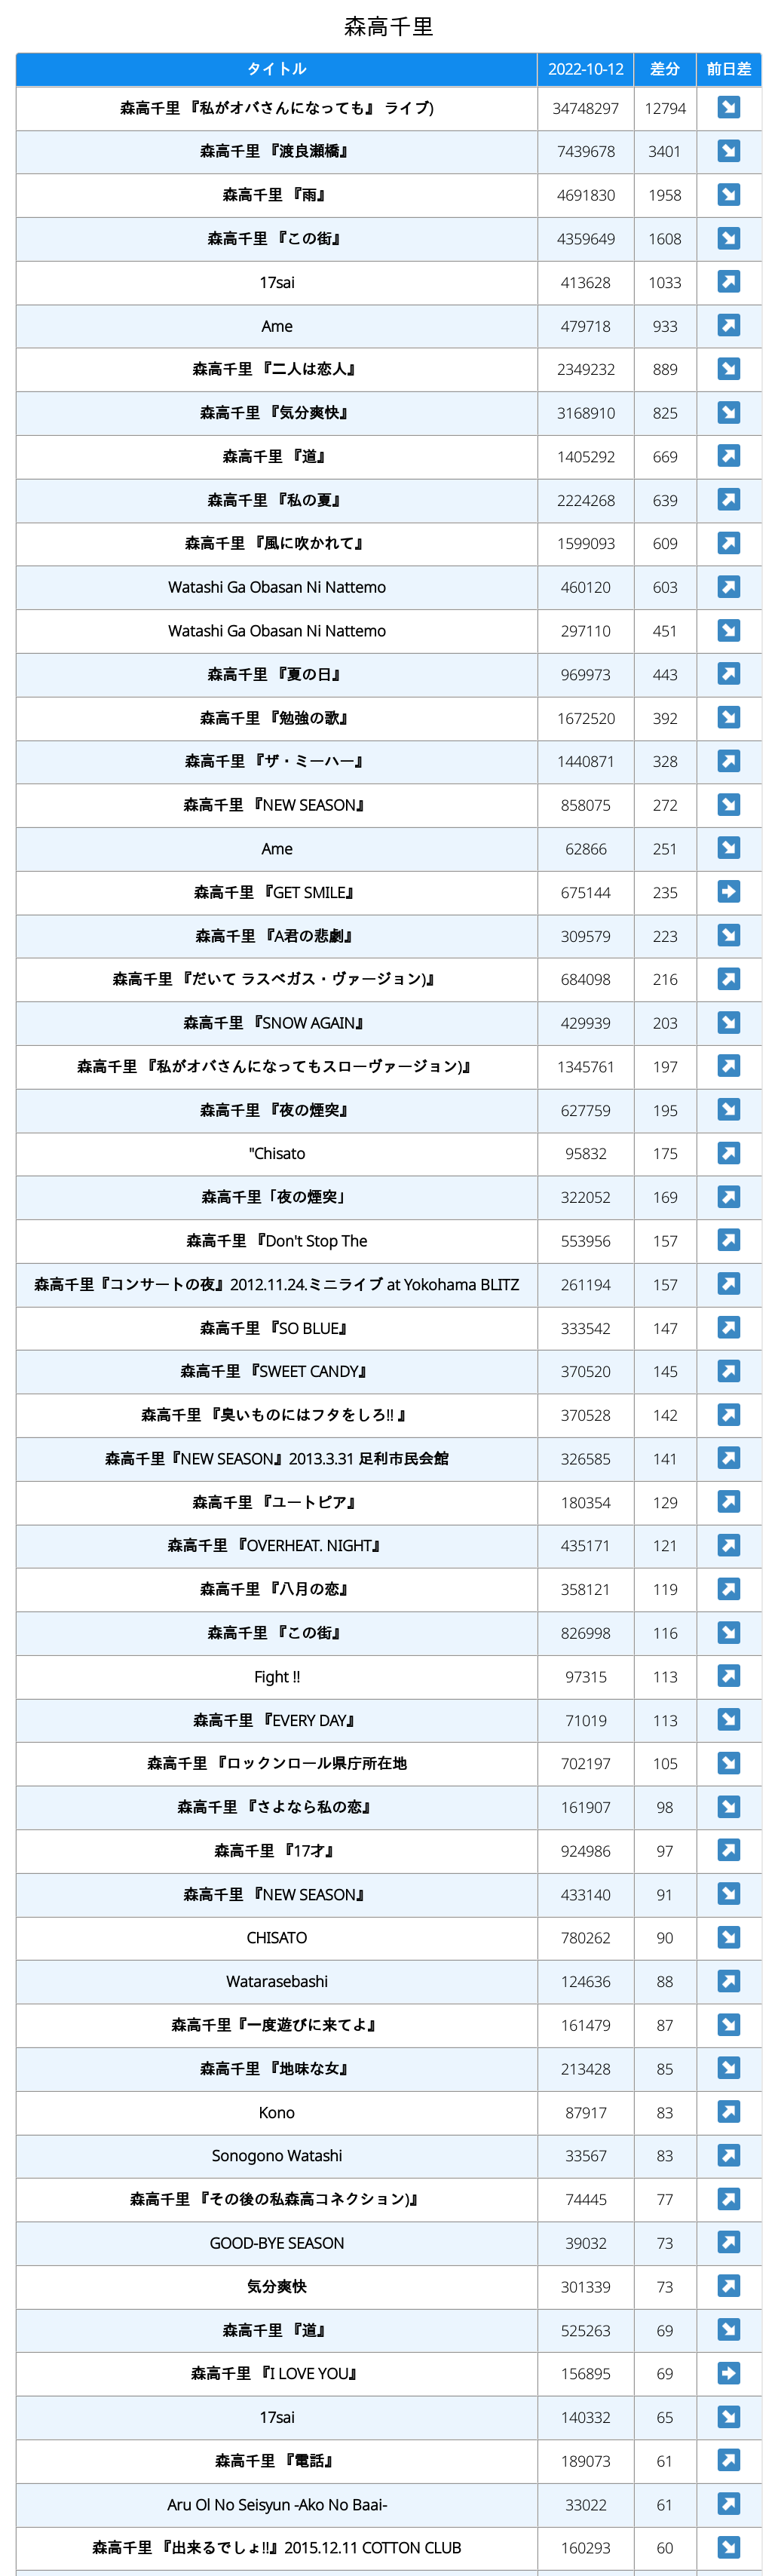 森高千里
タイトル 2022-10-12 差分 前日差
森高千里 『私がオバさんになっても』 ライブ) 34748297 12794 ↘
森高千里 『渡良瀬橋』 7439678 3401 ↘
森高千里 『雨』 4691830 1958 ↘
森高千里 『この街』 4359649 1608 ↘
17sai 413628 1033 ↗
Ame 479718 933 ↗
森高千里 『二人は恋人』 2349232 889 ↘
森高千里 『気分爽快』 3168910 825 ↘
森高千里 『道』 1405292 669 ↗
森高千里 『私の夏』 2224268 639 ↗
森高千里 『風に吹かれて』 1599093 609 ↗
Watashi Ga Obasan Ni Nattemo 460120 603 ↗
Watashi Ga Obasan Ni Nattemo 297110 451 ↘
森高千里 『夏の日』 969973 443 ↗
森高千里 『勉強の歌』 1672520 392 ↘
森高千里 『ザ・ミーハー』 1440871 328 ↗
森高千里 『NEW SEASON』 858075 272 ↘
Ame 62866 251 ↘
森高千里 『GET SMILE』 675144 235 →
森高千里 『A君の悲劇』 309579 223 ↘
森高千里 『だいて ラスベガス・ヴァージョン)』 684098 216 ↗
森高千里 『SNOW AGAIN』 429939 203 ↘
森高千里 『私がオバさんになってもスローヴァージョン)』 1345761 197 ↗
森高千里 『夜の煙突』 627759 195 ↘
"Chisato 95832 175 ↗
森高千里「夜の煙突」 322052 169 ↗
森高千里 『Don't Stop The 553956 157 ↗
森高千里『コンサートの夜』2012.11.24.ミニライブ at Yokohama BLITZ 261194 157 ↗
森高千里 『SO BLUE』 333542 147 ↗
森高千里 『SWEET CANDY』 370520 145 ↗
森高千里 『臭いものにはフタをしろ!! 』 370528 142 ↗
森高千里『NEW SEASON』2013.3.31 足利市民会館 326585 141 ↗
森高千里 『ユートピア』 180354 129 ↗
森高千里 『OVERHEAT. NIGHT』 435171 121 ↗
森高千里 『八月の恋』 358121 119 ↗
森高千里 『この街』 826998 116 ↘
Fight !! 97315 113 ↗
森高千里 『EVERY DAY』 71019 113 ↘
森高千里 『ロックンロール県庁所在地 702197 105 ↘
森高千里 『さよなら私の恋』 161907 98 ↘
森高千里 『17才』 924986 97 ↗
森高千里 『NEW SEASON』 433140 91 ↘
CHISATO 780262 90 ↘
Watarasebashi 124636 88 ↗
森高千里『一度遊びに来てよ』 161479 87 ↘
森高千里 『地味な女』 213428 85 ↘
Kono 87917 83 ↗
Sonogono Watashi 33567 83 ↗
森高千里 『その後の私森高コネクション)』 74445 77 ↗
GOOD-BYE SEASON 39032 73 ↗
気分爽快 301339 73 ↗
森高千里 『道』 525263 69 ↘
森高千里 『I LOVE YOU』 156895 69 →
17sai 140332 65 ↘
森高千里 『電話』 189073 61 ↗
Aru OI No Seisyun -Ako No Baai- 33022 61 ↗
森高千里 『出来るでしょ!!』2015.12.11 COTTON CLUB 160293 60 ↘